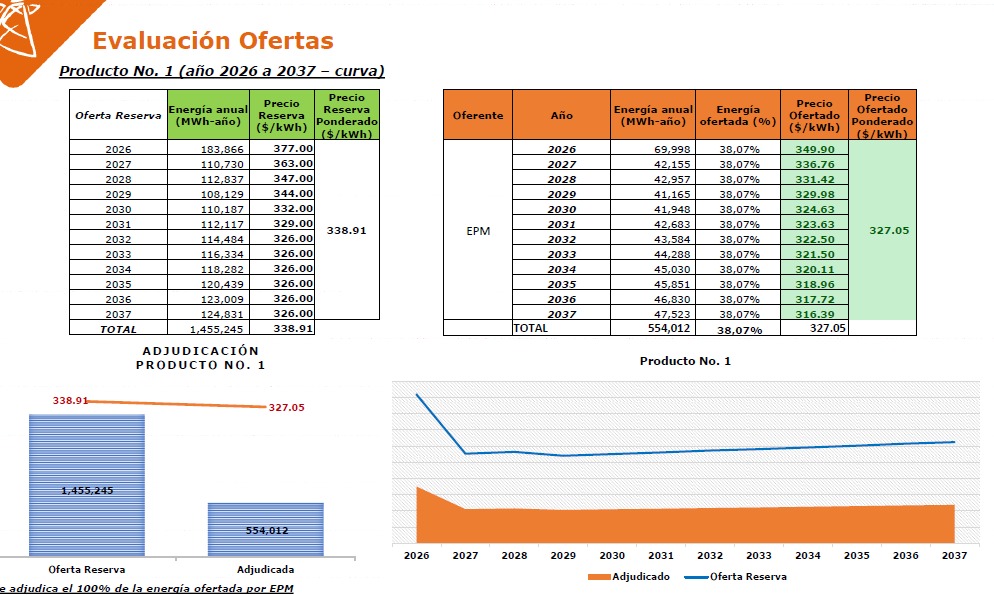 Evaluación Ofertas
Producto No. 1 (año 2026 a 2037 – curva)
Oferta Reserva Energía anual (MWh-año) Precio Reserva ($/kWh) Precio Reserva Ponderado ($/kWh)
2026 183,866 377.00
2027 110,730 363.00
2028 112,837 347.00
2029 108,129 344.00
2030 110,187 332.00
2031 112,117 329.00
338.91
2032 114,484 326.00
2033 116,334 326.00
2034 118,282 326.00
2035 120,439 326.00
2036 123,009 326.00
2037 124,831 326.00
TOTAL 1,455,245 338.91
Oferente Año Energía anual (MWh-año) Energía ofertada (%) Precio Ofertado ($/kWh) Precio Ofertado Ponderado ($/kWh)
2026 69,998 38,07% 349.90
2027 42,155 38,07% 336.76
2028 42,957 38,07% 331.42
2029 41,165 38,07% 329.98
2030 41,948 38,07% 324.63
2031 42,683 38,07% 323.63
EPM 327.05
2032 43,584 38,07% 322.50
2033 44,288 38,07% 321.50
2034 45,030 38,07% 320.11
2035 45,851 38,07% 318.96
2036 46,830 38,07% 317.72
2037 47,523 38,07% 316.39
TOTAL 554,012 38,07% 327.05
ADJUDICACIÓN
PRODUCTO NO. 1
338.91 327.05
1,455,245
554,012
Oferta Reserva Adjudicada
e adjudica el 100% de la energía ofertada por EPM
Producto No. 1
2026 2027 2028 2029 2030 2031 2032 2033 2034 2035 2036 2037
Adjudicado Oferta Reserva